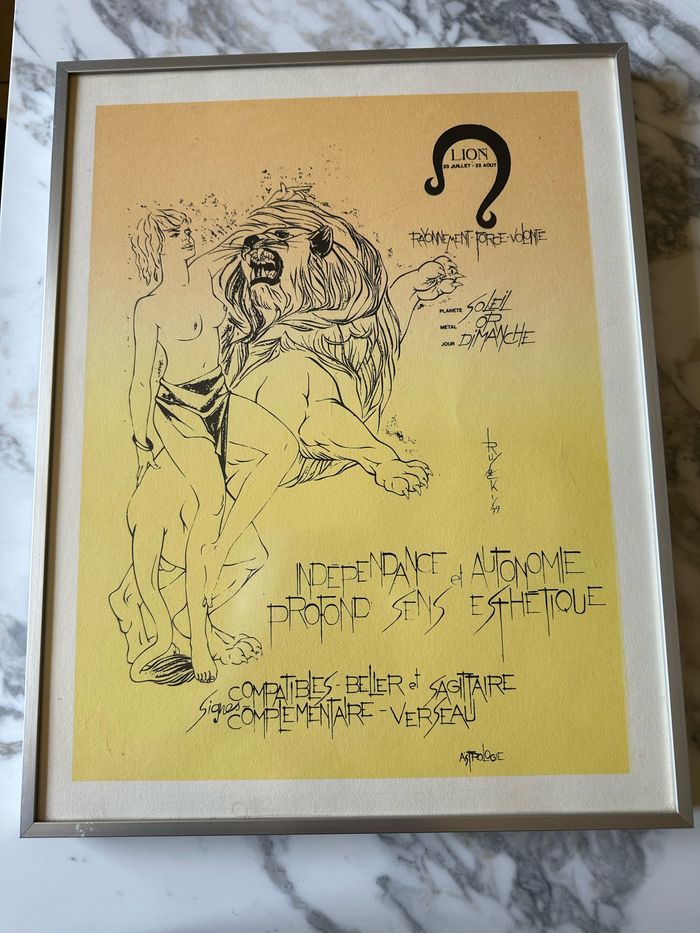 LION
23 JUILLET - 22 AOUT
RAYONNEMENT-FORCE-VOLONTE
PLANETE SOLEIL
METAL OR
JOUR DIMANCHE
INDEPENDANCE et AUTONOMIE
PROFOND SENS ESTHETIQUE
Signes COMPATIBLES - BELIER et SAGITTAIRE
COMPLEMENTAIRE - VERSEAU
ASTROLOGIE